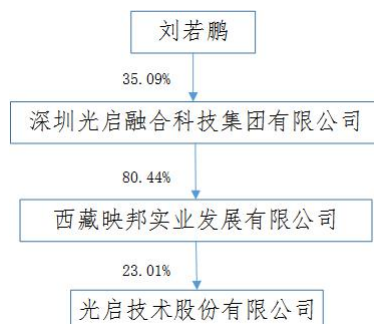 刘若鹏
35.09%
深圳光启融合科技集团有限公司
80.44%
西藏映邦实业发展有限公司
23.01%
光启技术股份有限公司